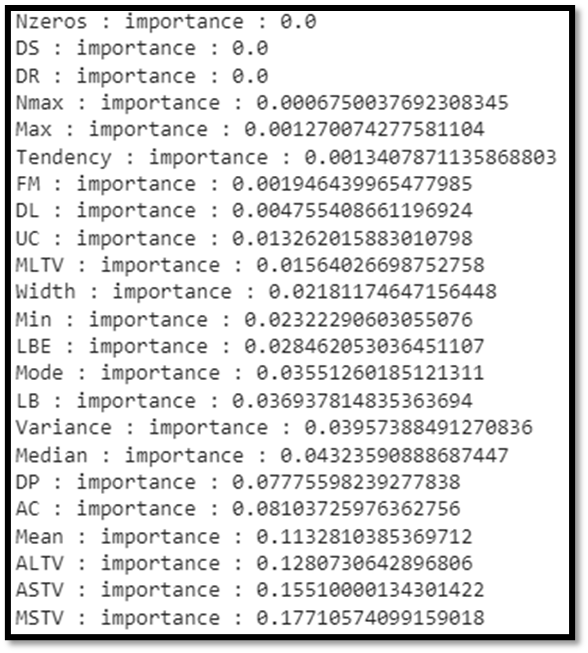 Nzeros : importance : 0.0
DS : importance : 0.0
DR : importance : 0.0
Nmax : importance : 0.0006750037692308345
Max : importance : 0.001270074277581104
Tendency : importance : 0.0013407871135868803
FM : importance : 0.001946439965477985
DL : importance : 0.004755408661196924
UC : importance : 0.013262015883010798
MLTV : importance : 0.01564026698752758
Width : importance : 0.02181174647156448
Min : importance : 0.02322290603055076
LBE : importance : 0.028462053036451107
Mode : importance : 0.03551260185121311
LB : importance : 0.036937814835363694
Variance : importance : 0.03957388491270836
Median : importance : 0.04323590888687447
DP : importance : 0.07775598239277838
AC : importance : 0.08103725976362756
Mean : importance : 0.1132810385369712
ALTV : importance : 0.1280730642896806
ASTV : importance : 0.15510000134301422
MSTV : importance : 0.17710574099159018